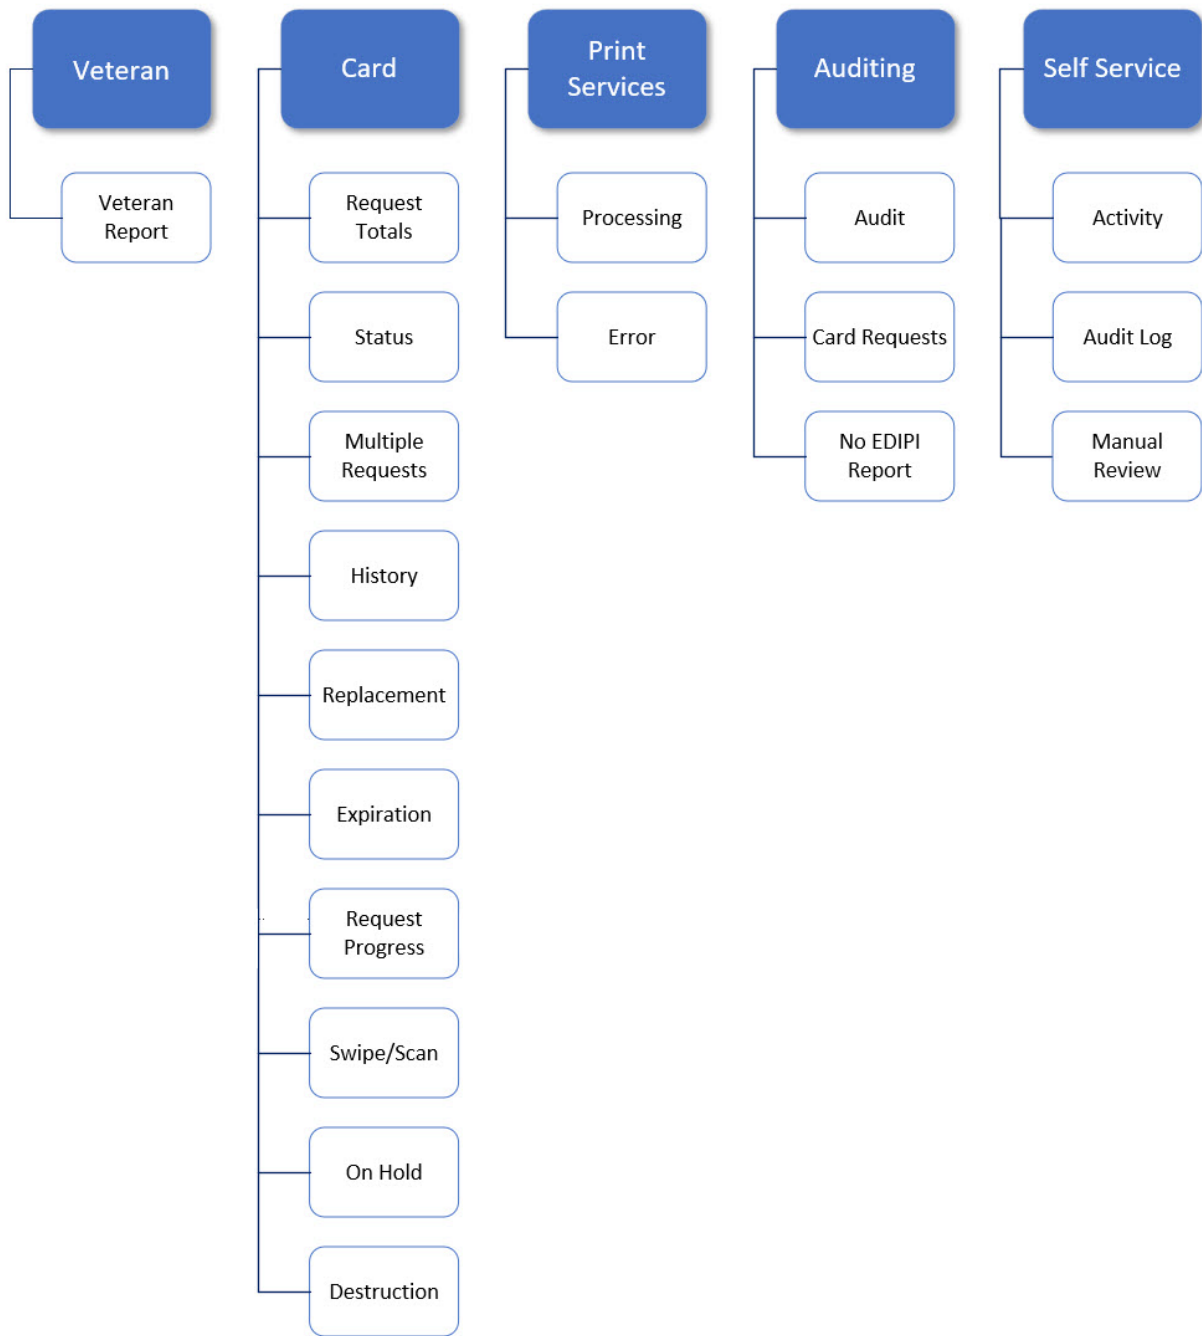 Veteran
Veteran
Report
Card
Request
Totals
Status
Multiple
Requests
History
Replacement
Expiration
Request
Progress
Swipe/Scan
On Hold
Destruction
Print
Services
Processing
Error
Auditing
Audit
Card Requests
No EDIPI
Report
Self Service
Activity
Audit Log
Manual
Review